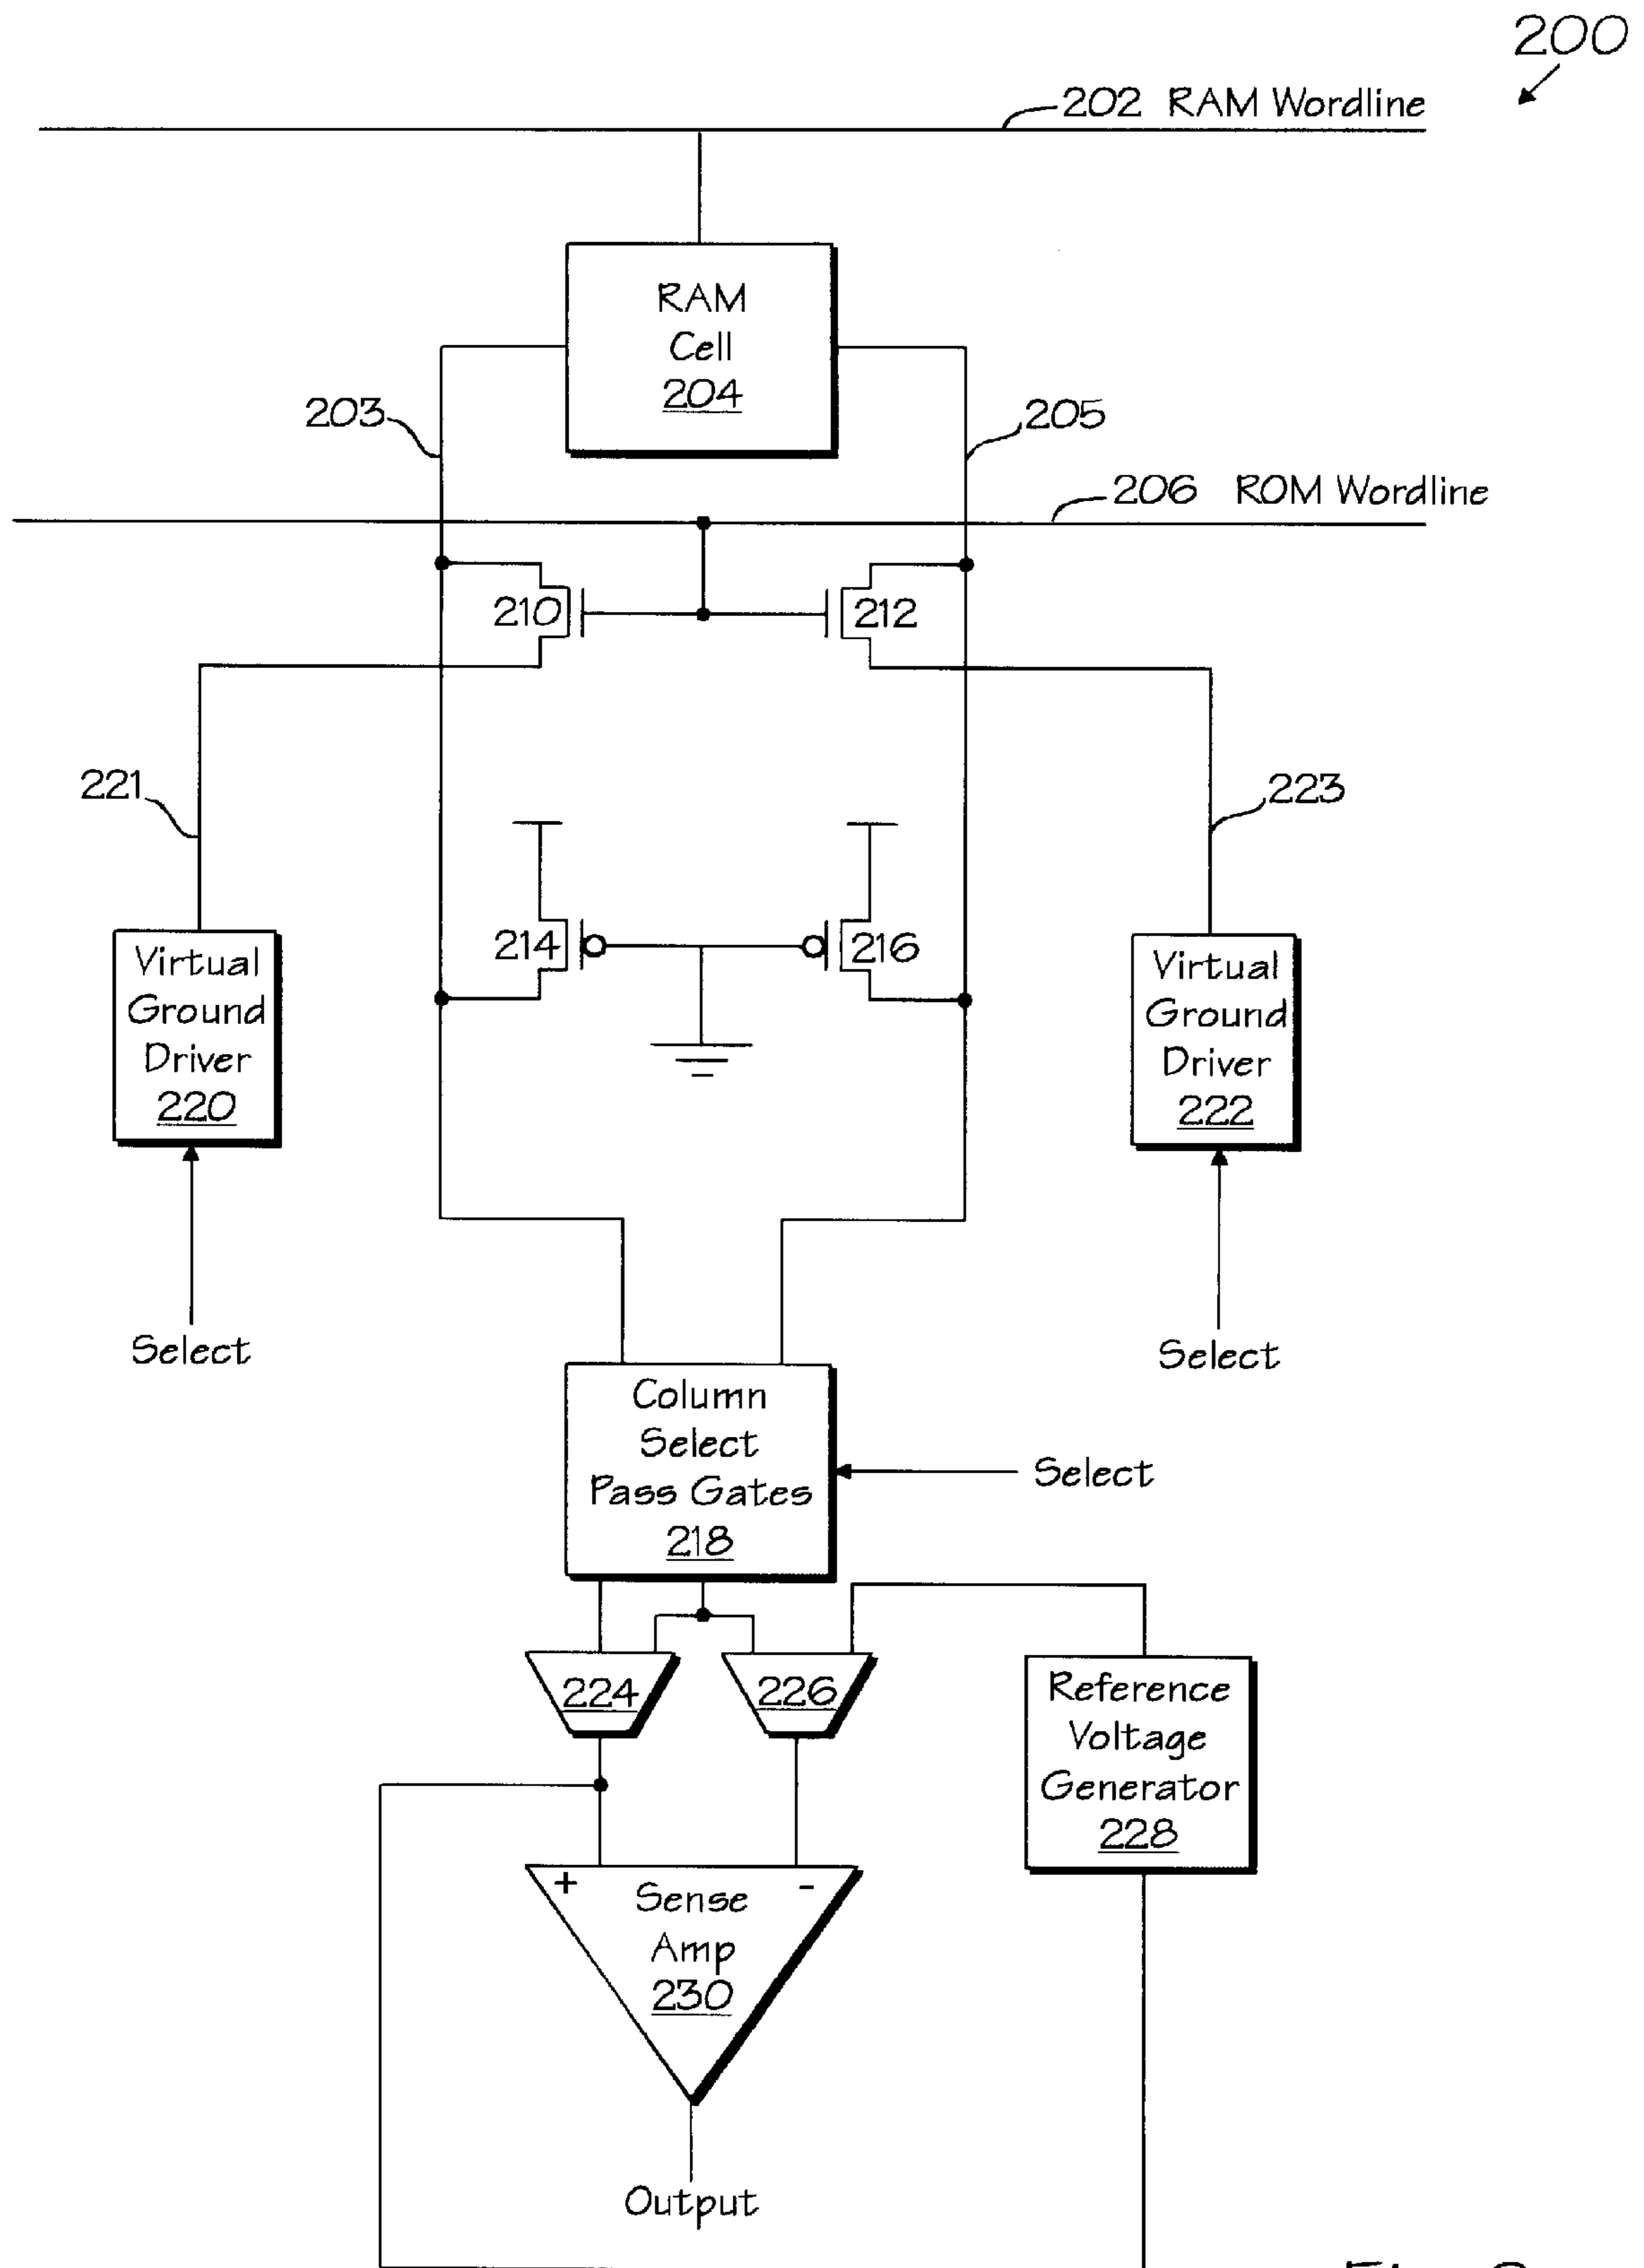 200
202 RAM Wordline
RAM
Cell
204
203
205
206 ROM Wordline
210
212
221
223
214
216
Virtual
Ground
Driver
220
Virtual
Ground
Driver
222
Select
Select
Column
Select
Pass Gates
218
Select
224
226
Reference
Voltage
Generator
228
+
-
Sense
Amp
230
Output